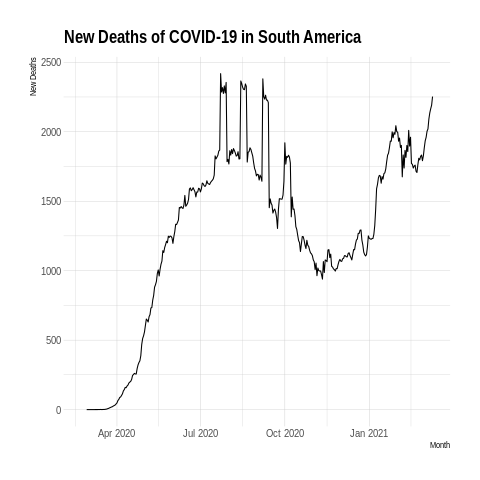 New Deaths of COVID-19 in South America
New Deaths
2500
2000
1500
1000
500
0
Apr 2020 Jul 2020 Oct 2020 Jan 2021
Month